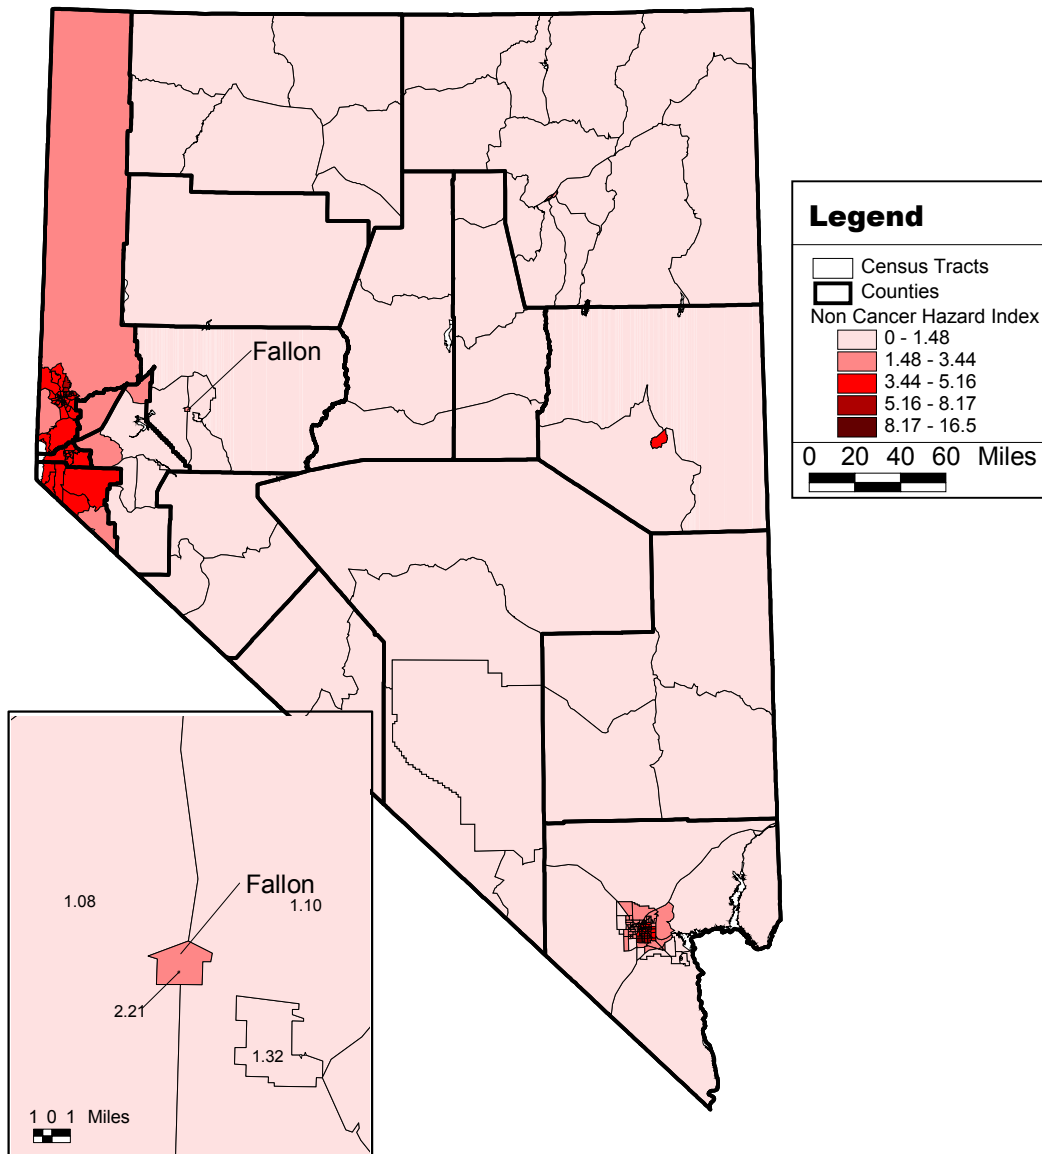 Fallon
Legend
Census Tracts
Counties
Non Cancer Hazard Index
0 - 1.48
1.48 - 3.44
3.44 - 5.16
5.16 - 8.17
8.17 - 16.5
0 20 40 60 Miles
Fallon
1.08
1.10
2.21
1.32
1 0 1 Miles